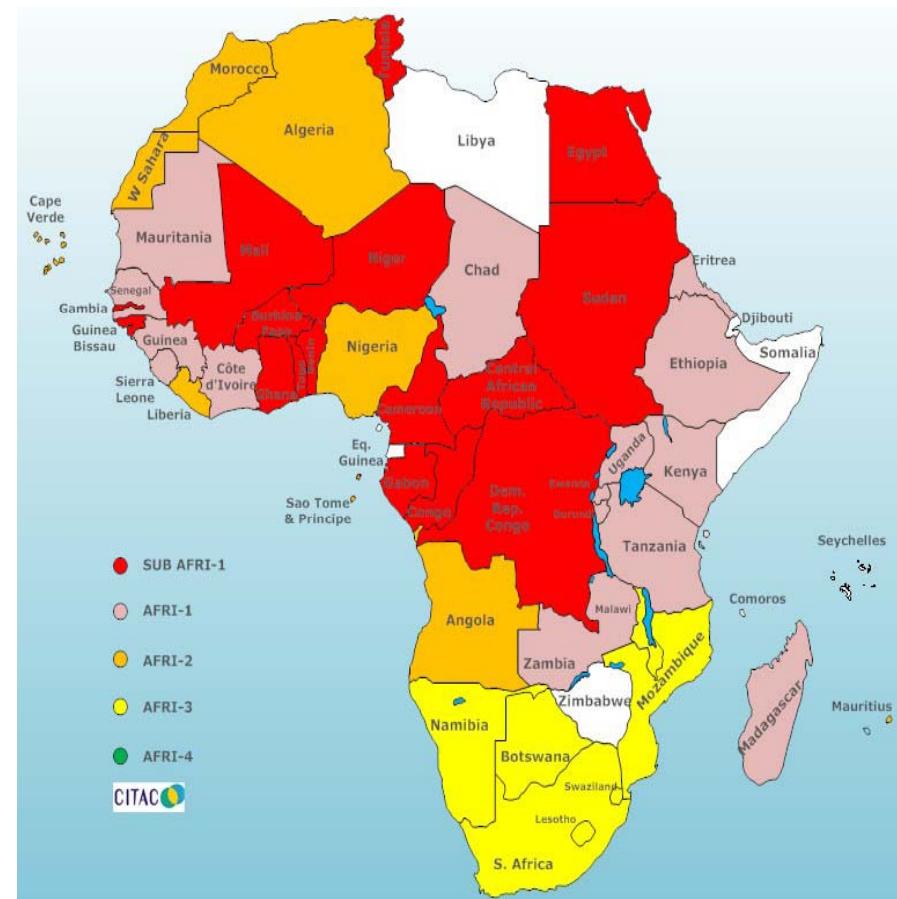 Tunisia
Morocco
Algeria
Libya
Egypt
W Sahara
Cape
Verde
Mauritania
Mali
Niger
Chad
Sudan
Eritrea
Senegal
Gambia
Guinea
Bissau
Guinea
Burkina
Faso
Djibouti
Somalia
Ethiopia
Nigeria
Côte
d'Ivoire
Ghana
Togo
Benin
Sierra
Leone
Liberia
Central
African
Republic
Cameroon
Eq.
Guinea
Uganda
Kenya
Gabon
Congo
Dem.
Rep.
Congo
Rwanda
Burundi
Sao Tome
& Principe
Tanzania
Seychelles
SUB AFRI-1
AFRI-1
AFRI-2
AFRI-3
AFRI-4
CITAC
Comoros
Malawi
Angola
Zambia
Mozambique
Zimbabwe
Namibia
Botswana
Madagascar
Mauritius
Swaziland
Lesotho
S. Africa